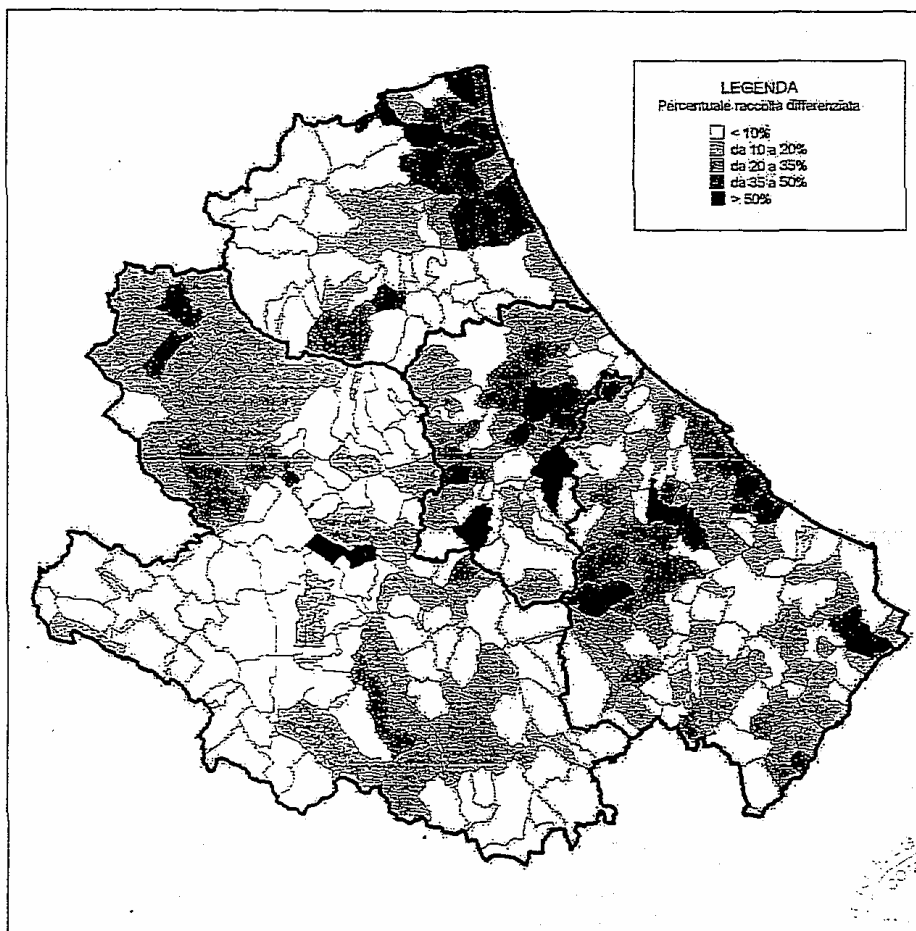 LEGENDA
Percentuale raccolta differenziata
< 10%
da 10 a 20%
da 20 a 35%
da 35 a 50%
> 50%